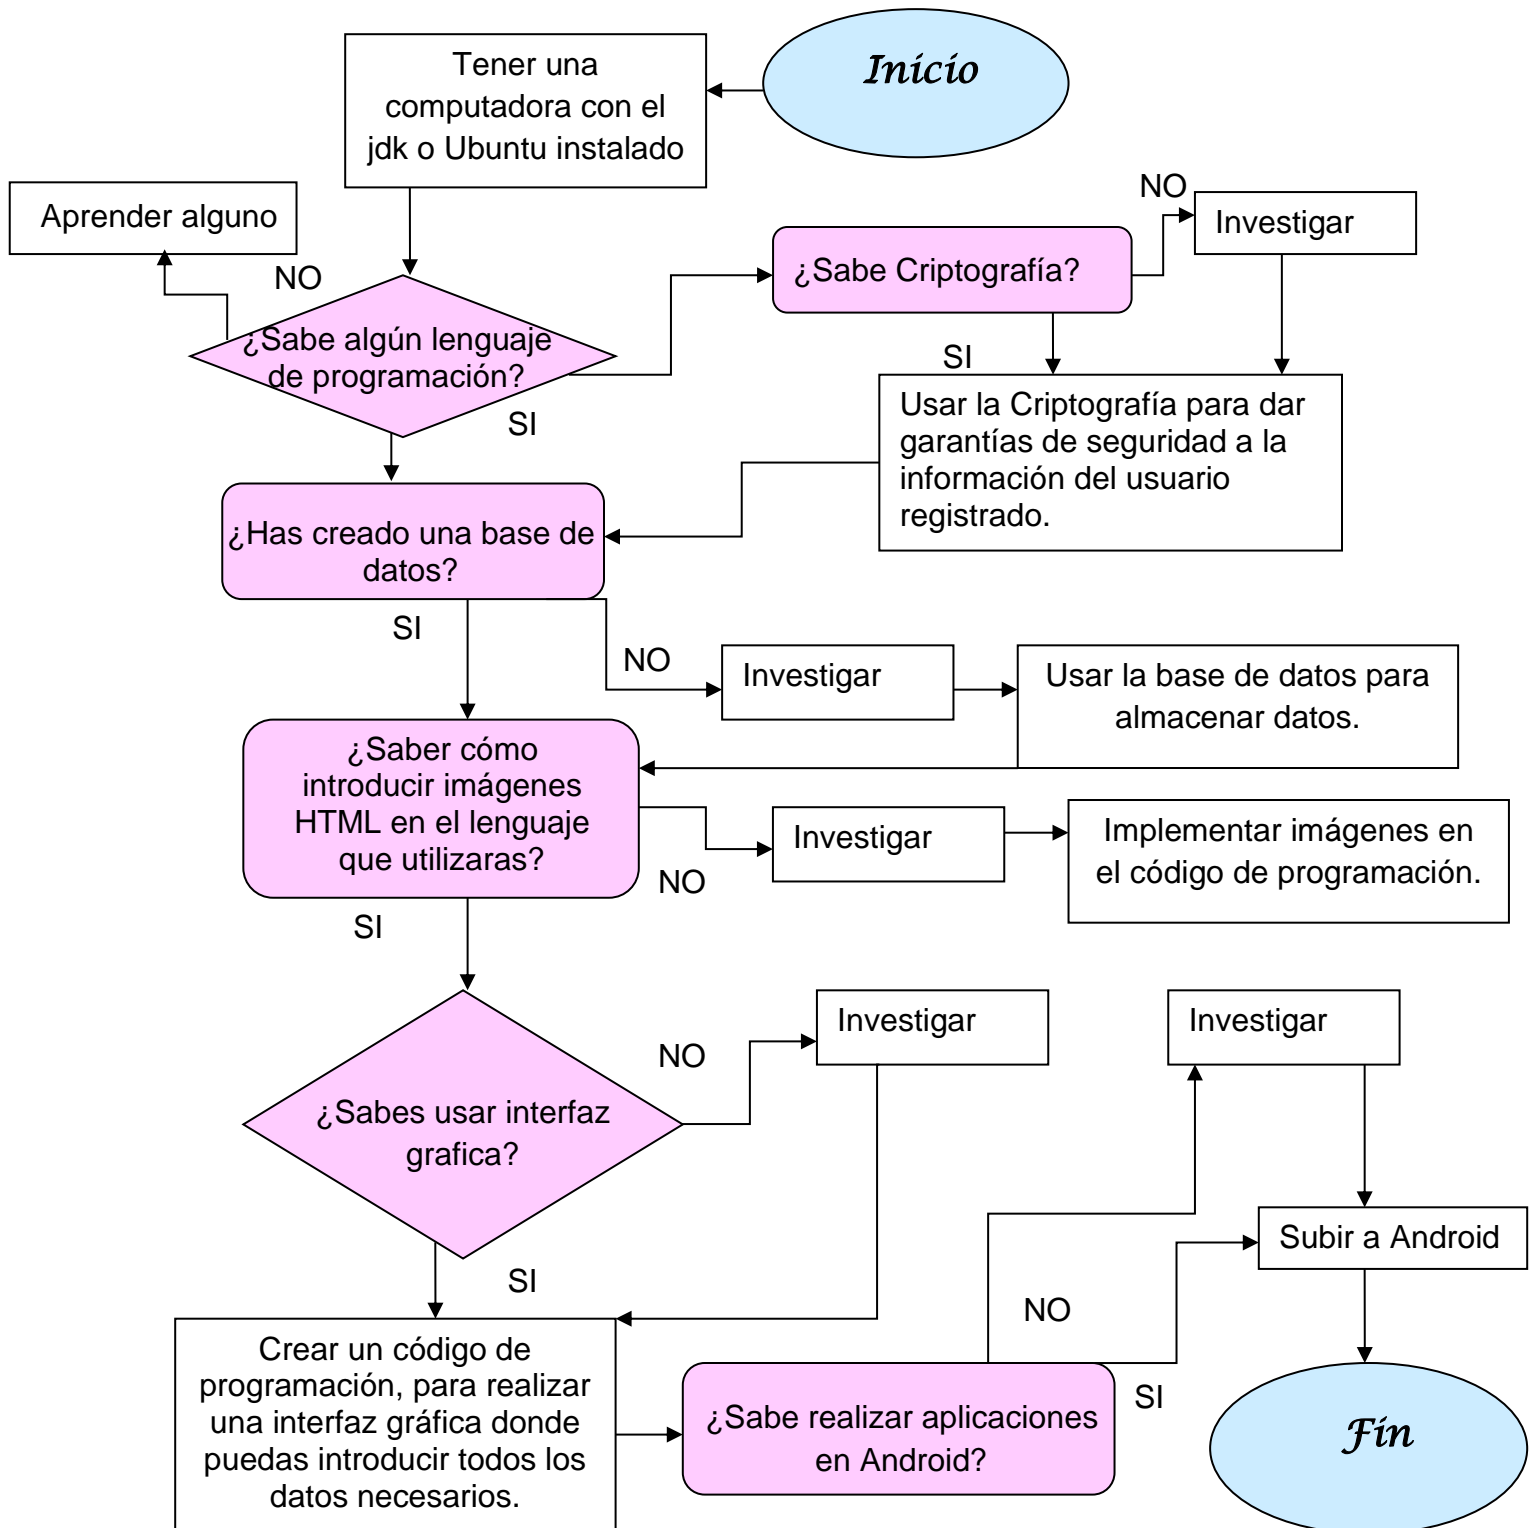 Inicio
Tener una
computadora con el
jdk o Ubuntu instalado
Aprender alguno
NO
¿Sabe algún lenguaje
de programación?
SI
¿Sabe Criptografía?
NO
Investigar
SI
Usar la Criptografía para dar
garantías de seguridad a la
información del usuario
registrado.
¿Has creado una base de
datos?
SI
NO
Investigar
Usar la base de datos para
almacenar datos.
¿Saber cómo
introducir imágenes
HTML en el lenguaje
que utilizaras?
NO
Investigar
Implementar imágenes en
el código de programación.
SI
¿Sabes usar interfaz
grafica?
NO
Investigar
SI
Crear un código de
programación, para realizar
una interfaz gráfica donde
puedas introducir todos los
datos necesarios.
¿Sabe realizar aplicaciones
en Android?
NO
Investigar
SI
Subir a Android
Fin